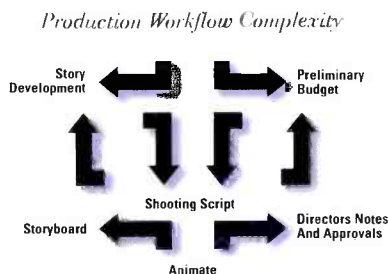 Production Workflow Complexity
Story
Development
Preliminary
Budget
Shooting Script
Storyboard
Directors Notes
And Approvals
Animate